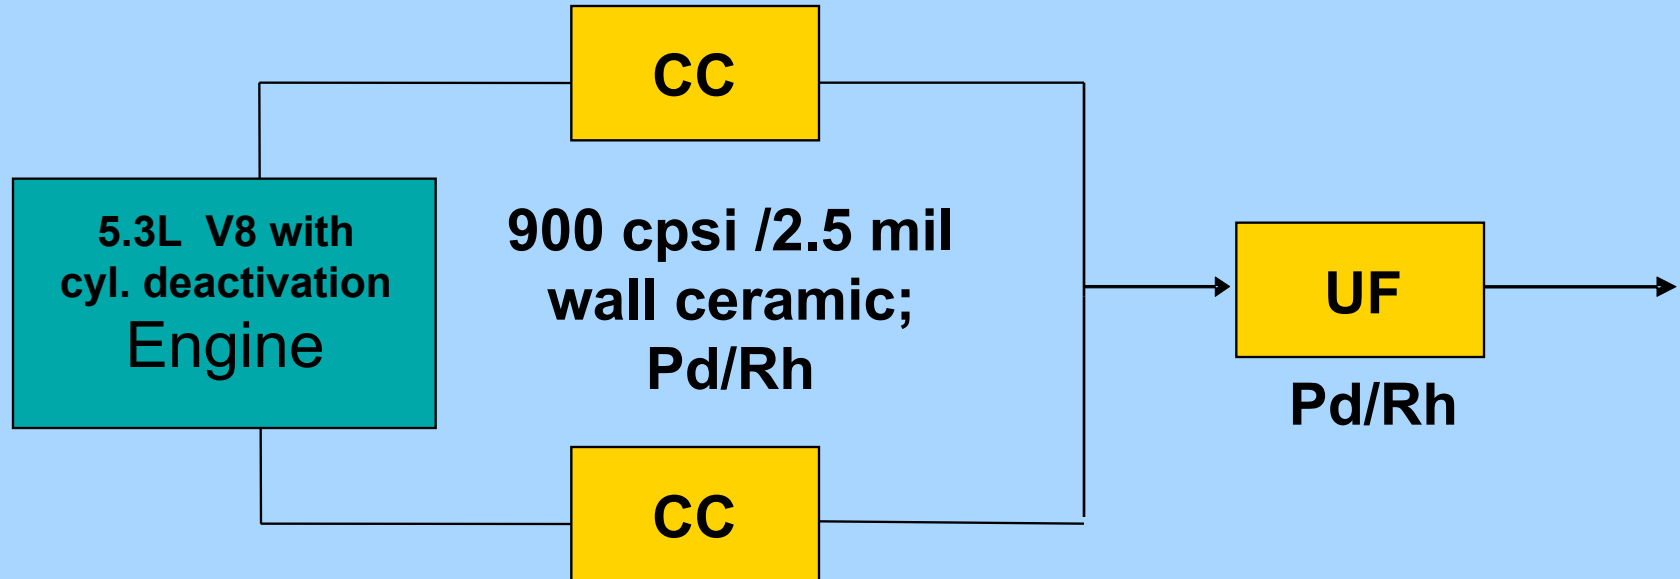 CC
5.3L V8 with
cyl. deactivation
Engine
900 cpsi /2.5 mil
wall ceramic;
Pd/Rh
UF
Pd/Rh
CC